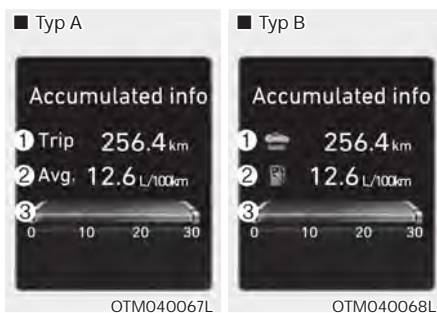 ■ Typ A
Accumulated info
① Trip 256.4 km
② Avg. 12.6 L/100km
③
0 10 20 30
OTM040067L
■ Typ B
Accumulated info
① 256.4 km
② 12.6 L/100km
③
0 10 20 30
OTM040068L